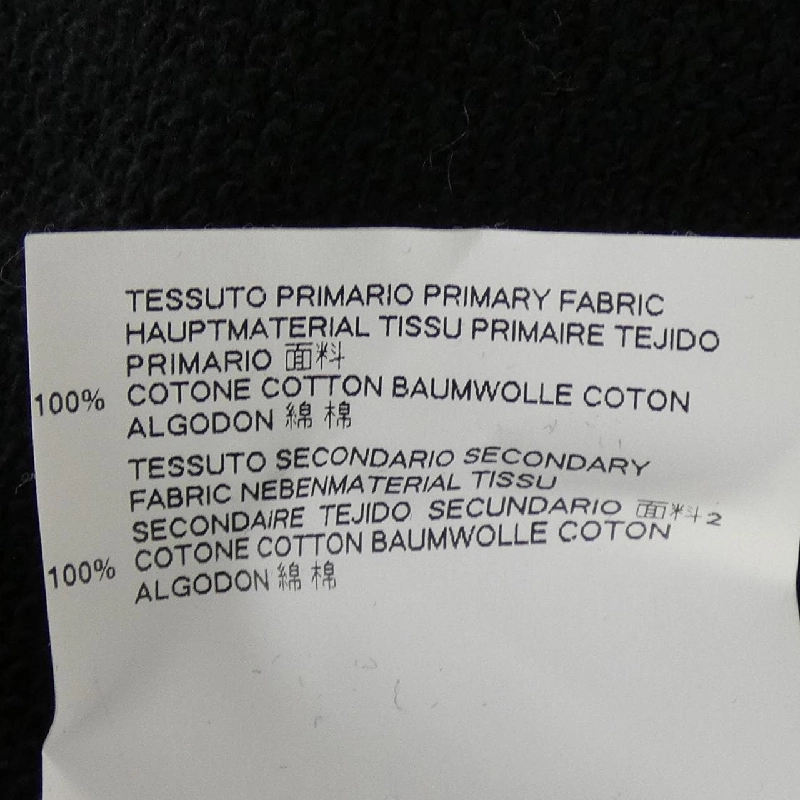 TESSUTO PRIMARIO PRIMARY FABRIC
HAUPTMATERIAL TISSU PRIMAIRE TEJIDO
PRIMARIO 面料
100% COTONE COTTON BAUMWOLLE COTON
ALGODON 綿 棉
TESSUTO SECONDARIO SECONDARY
FABRIC NEBENMATERIAL TISSU
SECONDAIRE TEJIDO SECUNDARIO 面料2
100% COTONE COTTON BAUMWOLLE COTON
ALGODON 綿 棉